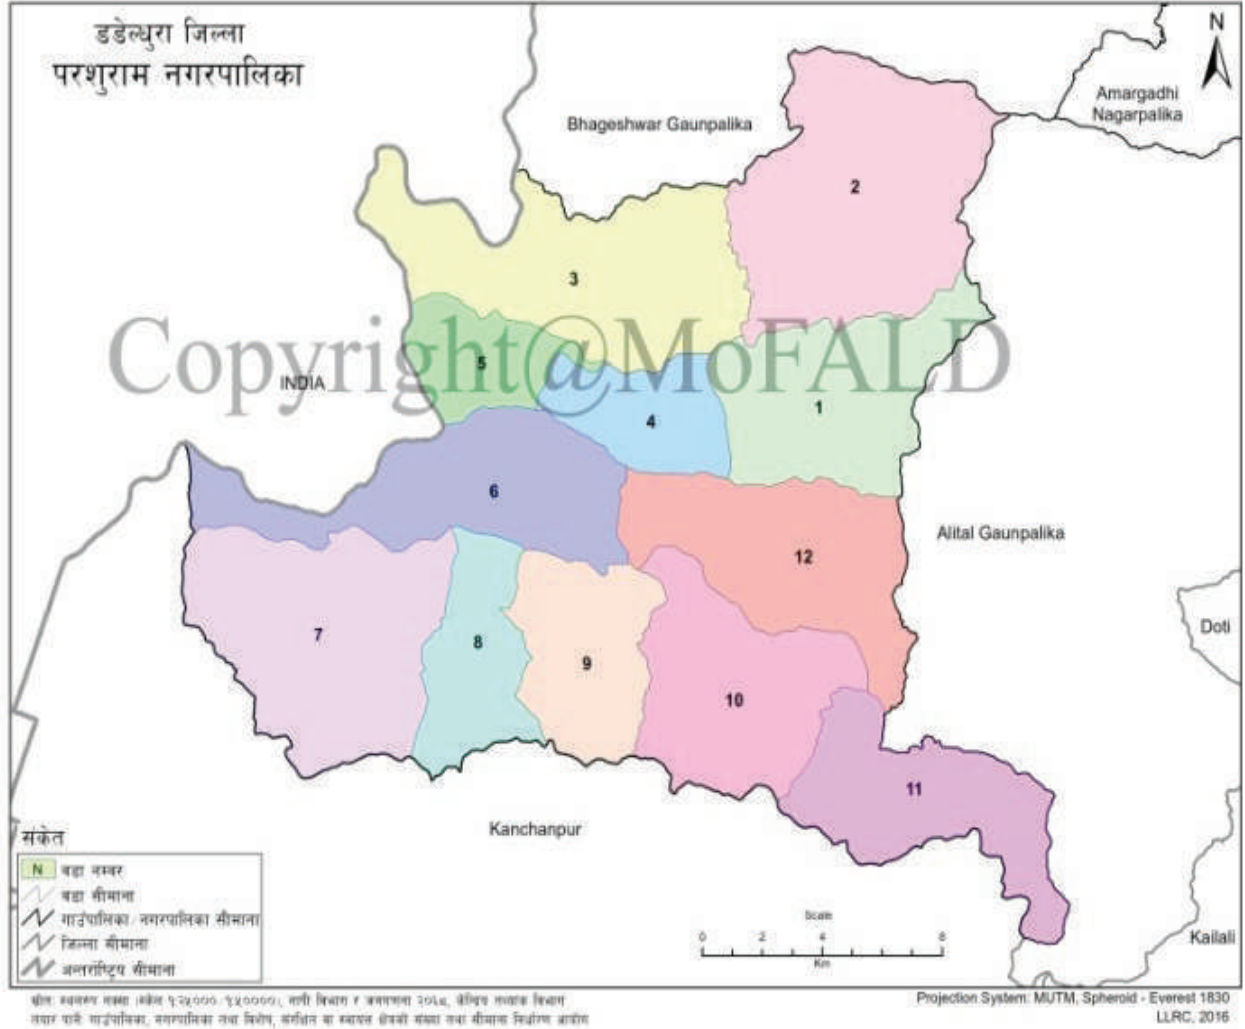 डडेल्धुरा जिल्ला
परशुराम नगरपालिका
N
Amargadhi
Nagarpalika
Bhageshwar Gaunpalika
2
3
Copyright@MoFALD
5
INDIA
1
4
6
Alital Gaunpalika
12
Doti
7
8
9
10
11
Kanchanpur
संकेत
N वडा नम्बर
वडा सीमाना
गाउँपालिका/नगरपालिका सीमाना
जिल्ला सीमाना
अन्तर्राष्ट्रिय सीमाना
Scale
0 2 4 8
Km
Kailali
Projection System: MUTM, Spheroid - Everest 1830
LLRC, 2016